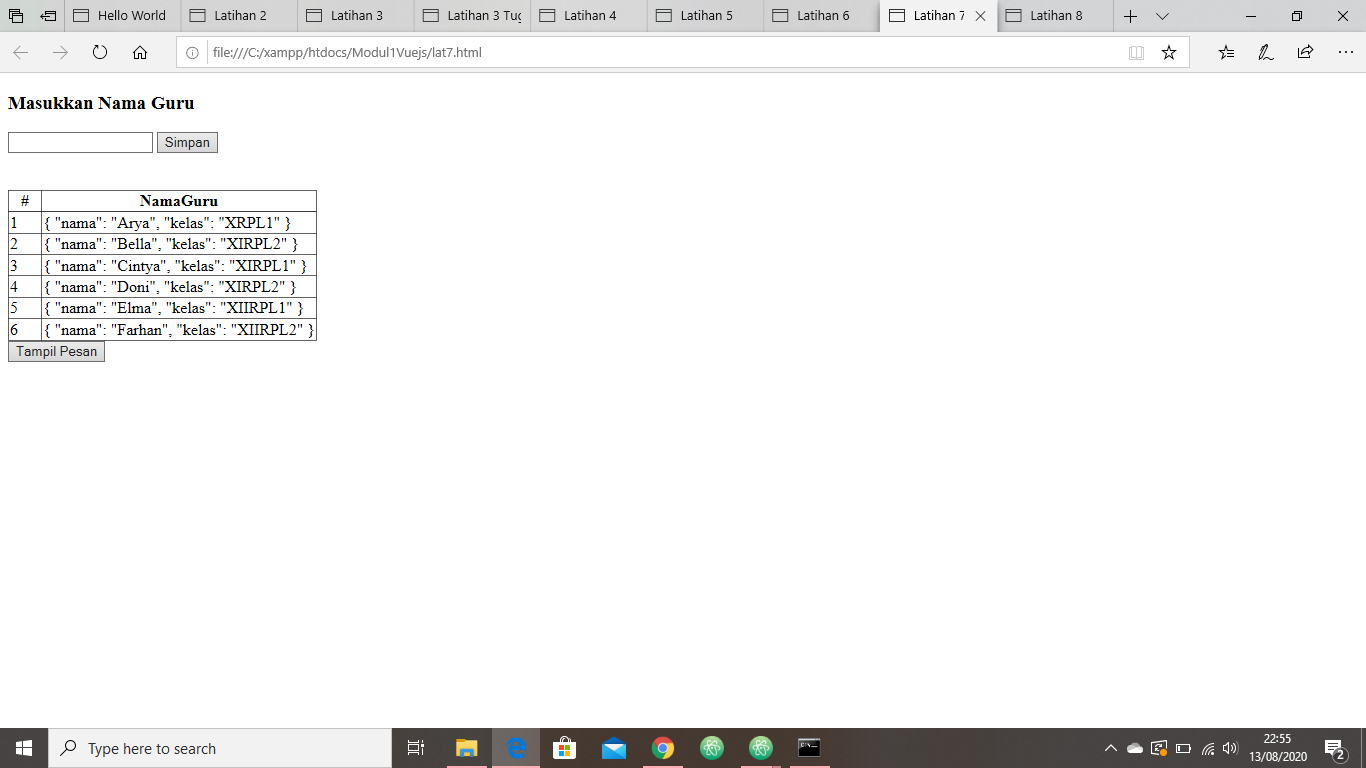 Hello World Latihan 2 Latihan 3 Latihan 3 Tug Latihan 4 Latihan 5 Latihan 6 Latihan 7 Latihan 8
file:///C:/xampp/htdocs/Modul1Vuejs/lat7.html
Masukkan Nama Guru
Simpan
# NamaGuru
1 { "nama": "Arya", "kelas": "XRPL1" }
2 { "nama": "Bella", "kelas": "XIRPL2" }
3 { "nama": "Cintya", "kelas": "XIRPL1" }
4 { "nama": "Doni", "kelas": "XIRPL2" }
5 { "nama": "Elma", "kelas": "XIIRPL1" }
6 { "nama": "Farhan", "kelas": "XIIRPL2" }
Tampil Pesan
Type here to search
22:55
13/08/2020
2